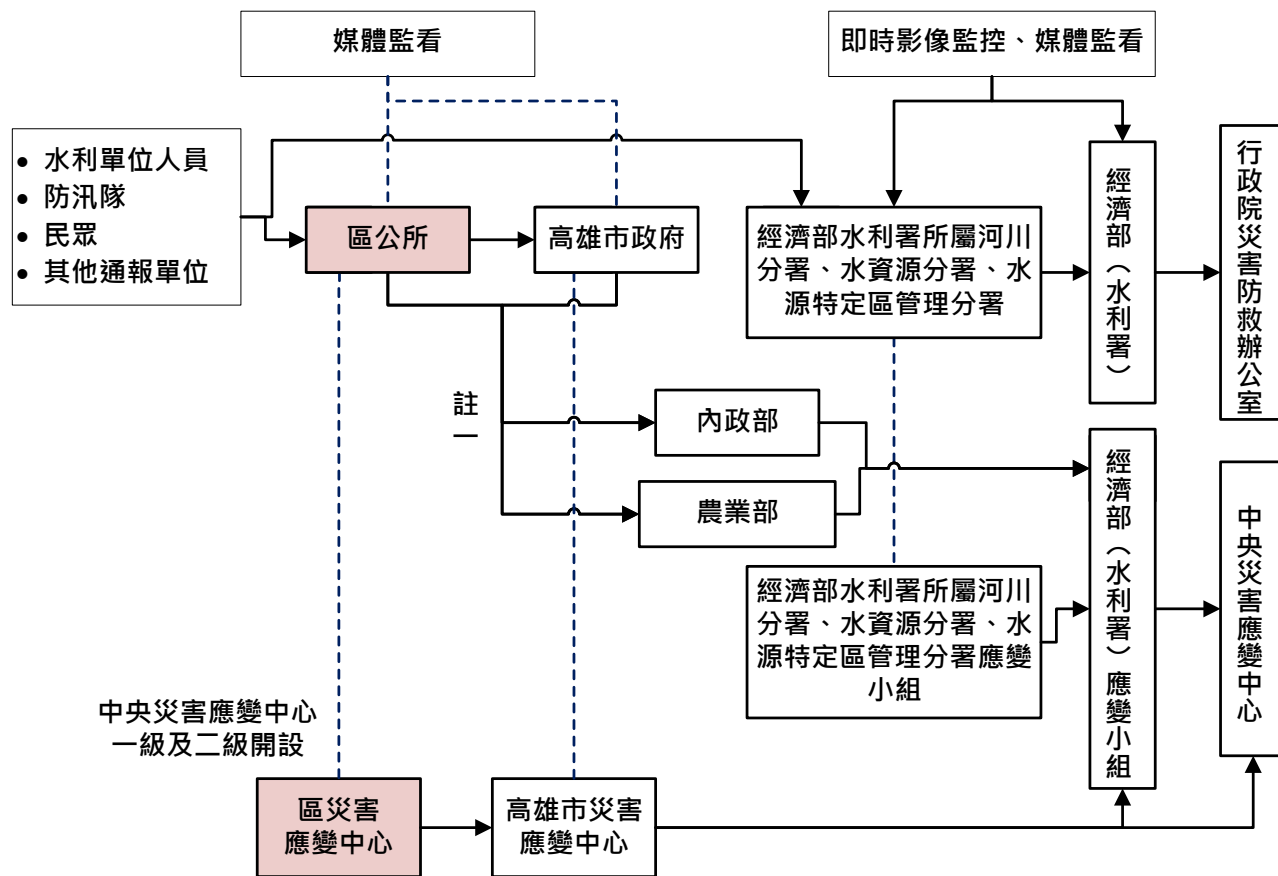 媒體監看
即時影像監控、媒體監看
• 水利單位人員
• 防汛隊
• 民眾
• 其他通報單位
區公所
高雄市政府
經濟部水利署所屬河川
分署、水資源分署、水
源特定區管理分署
經濟部（水利署）
行政院災害防救辦公室
註一
內政部
農業部
經濟部水利署所屬河川
分署、水資源分署、水
源特定區管理分署應變
小組
經濟部（水利署）應變小組
中央災害應變中心
中央災害應變中心
一級及二級開設
區災害
應變中心
高雄市災害
應變中心